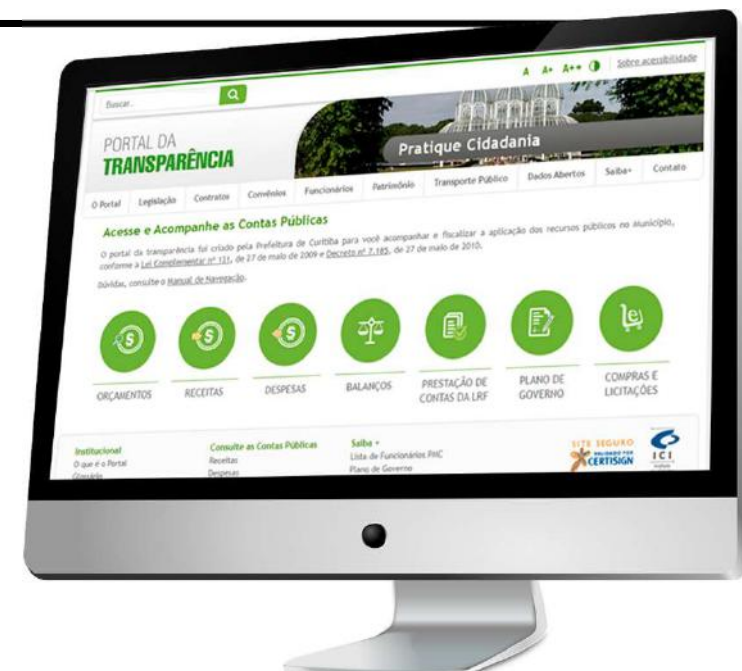 Buscar..
A A+ A++ Sobre acessibilidade
PORTAL DA
TRANSPARÊNCIA
Pratique Cidadania
O Portal Legislação Contratos Convênios Funcionários Patrimônio Transporte Público Dados Abertos Saiba+ Contato
Acesse e Acompanhe as Contas Públicas
O portal da transparência foi criado pela Prefeitura de Curitiba para você acompanhar e fiscalizar a aplicação dos recursos públicos no Município,
conforme a Lei Complementar nº 131, de 27 de maio de 2009 e Decreto nº 7.185, de 27 de maio de 2010.
Dúvidas, consulte o Manual de Navegação.
ORÇAMENTOS
RECEITAS
DESPESAS
BALANÇOS
PRESTAÇÃO DE
CONTAS DA LRF
PLANO DE
GOVERNO
COMPRAS E
LICITAÇÕES
Institucional
O que é o Portal
Glossário
Consulte as Contas Públicas
Receitas
Despesas
Saiba +
Lista de Funcionários PMC
Plano de Governo
SITE SEGURO
VALIDADO POR
CERTISIGN
ICI